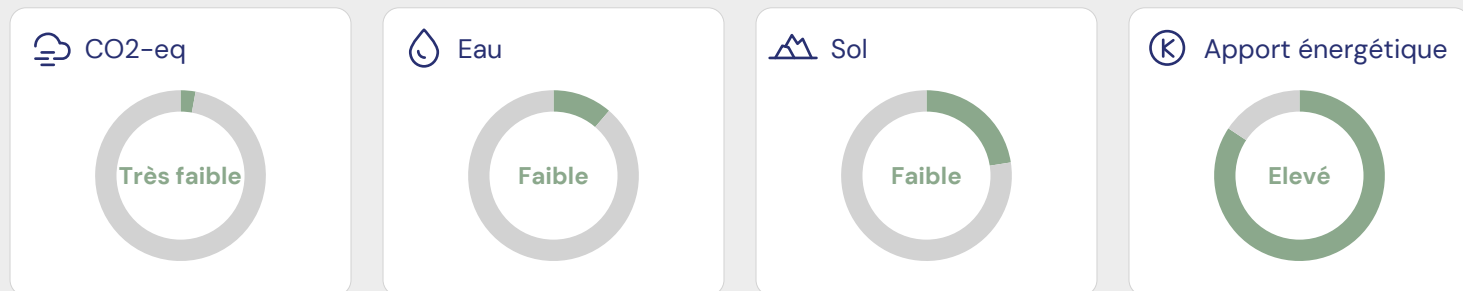 CO2-eq
Très faible
Eau
Faible
Sol
Faible
Apport énergétique
Elevé